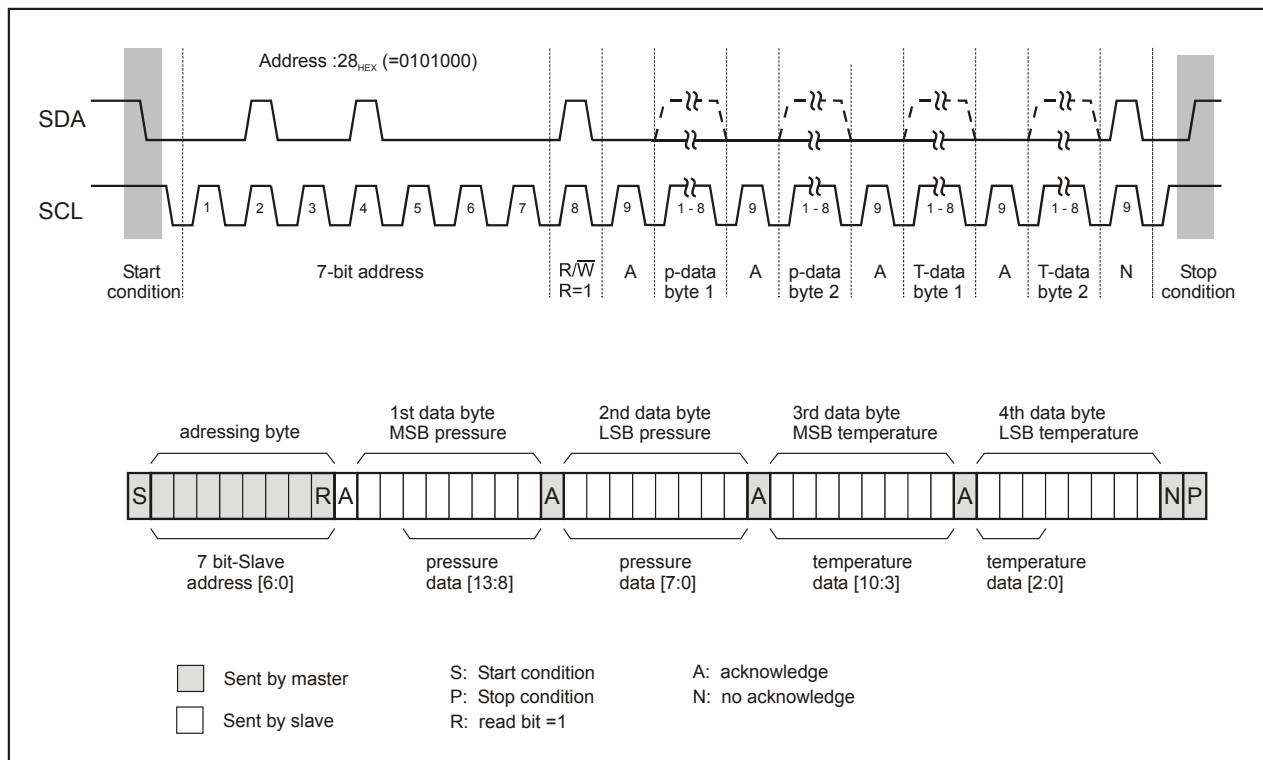 Address :28HEX (=0101000)
SDA
SCL
1 2 3 4 5 6 7 8 9 1 - 8 9 1 - 8 9 1 - 8 9 1 - 8 9
Start
condition
7-bit address
R/W̅
R=1
A
p-data
byte 1
A
p-data
byte 2
A
T-data
byte 1
A
T-data
byte 2
N
Stop
condition
adressing byte
1st data byte
MSB pressure
2nd data byte
LSB pressure
3rd data byte
MSB temperature
4th data byte
LSB temperature
S R A A A A N P
7 bit-Slave
address [6:0]
pressure
data [13:8]
pressure
data [7:0]
temperature
data [10:3]
temperature
data [2:0]
Sent by master
Sent by slave
S: Start condition
P: Stop condition
R: read bit =1
A: acknowledge
N: no acknowledge